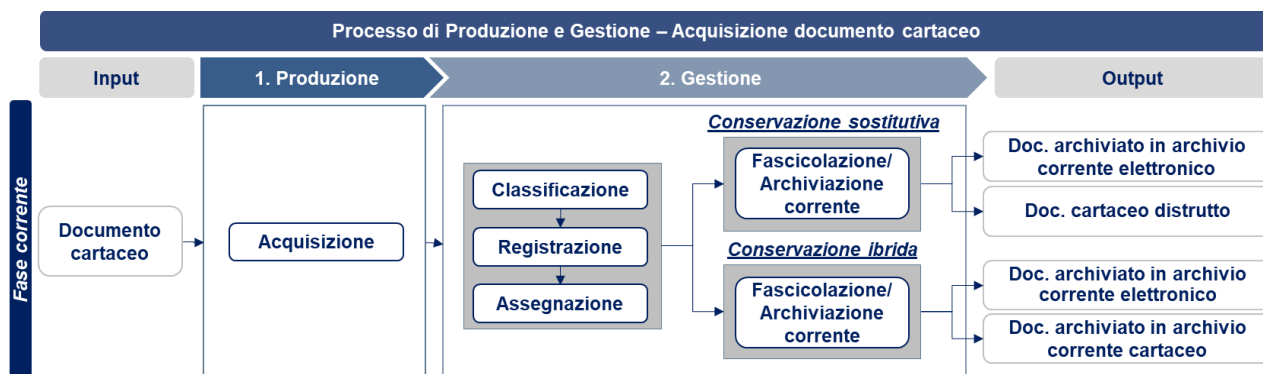 Processo di Produzione e Gestione – Acquisizione documento cartaceo
Input
1. Produzione
2. Gestione
Output
Fase corrente
Documento
cartaceo
Acquisizione
Classificazione
Registrazione
Assegnazione
Conservazione sostitutiva
Fascicolazione/
Archiviazione
corrente
Conservazione ibrida
Fascicolazione/
Archiviazione
corrente
Doc. archiviato in archivio
corrente elettronico
Doc. cartaceo distrutto
Doc. archiviato in archivio
corrente elettronico
Doc. archiviato in archivio
corrente cartaceo